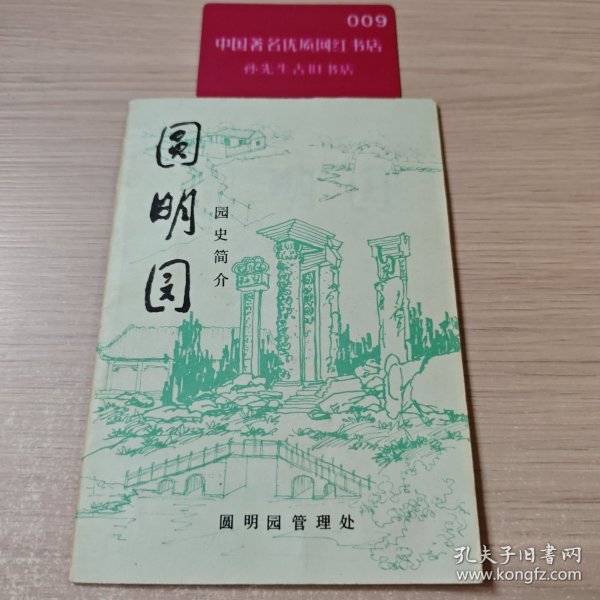 009
中国著名优质网红书店
孙先生古旧书店
圆明园
园史简介
圆明园管理处
孔夫子旧书网
www.kongfz.com